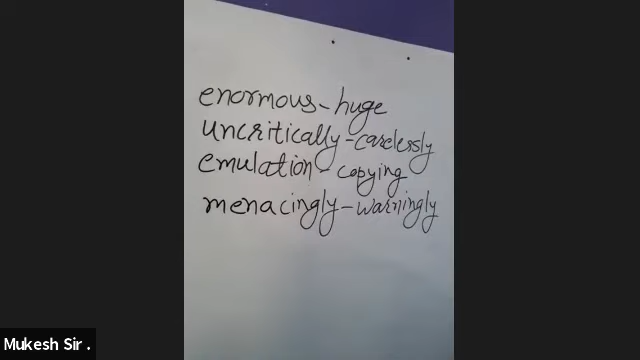 enormous-huge
uncritically-carelessly
emulation-copying
menacingly-warningly
Mukesh Sir .